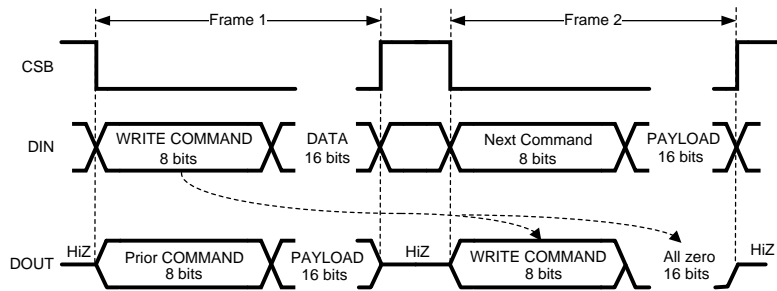 Frame 1
Frame 2
CSB
DIN
WRITE COMMAND
8 bits
DATA
16 bits
Next Command
8 bits
PAYLOAD
16 bits
DOUT
HiZ
Prior COMMAND
8 bits
PAYLOAD
16 bits
HiZ
WRITE COMMAND
8 bits
All zero
16 bits
HiZ